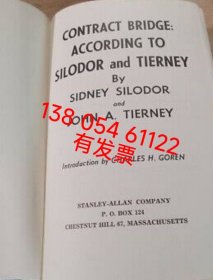 CONTRACT BRIDGE:
ACCORDING TO
SILODOR and TIERNEY
By
SIDNEY SILODOR
and
JOHN A. TIERNEY
138 054 61122
有发票
Introduction by CHARLES H. GOREN
STANLEY-ALLAN COMPANY
P. O. BOX 124
CHESTNUT HILL 67, MASSACHUSETTS